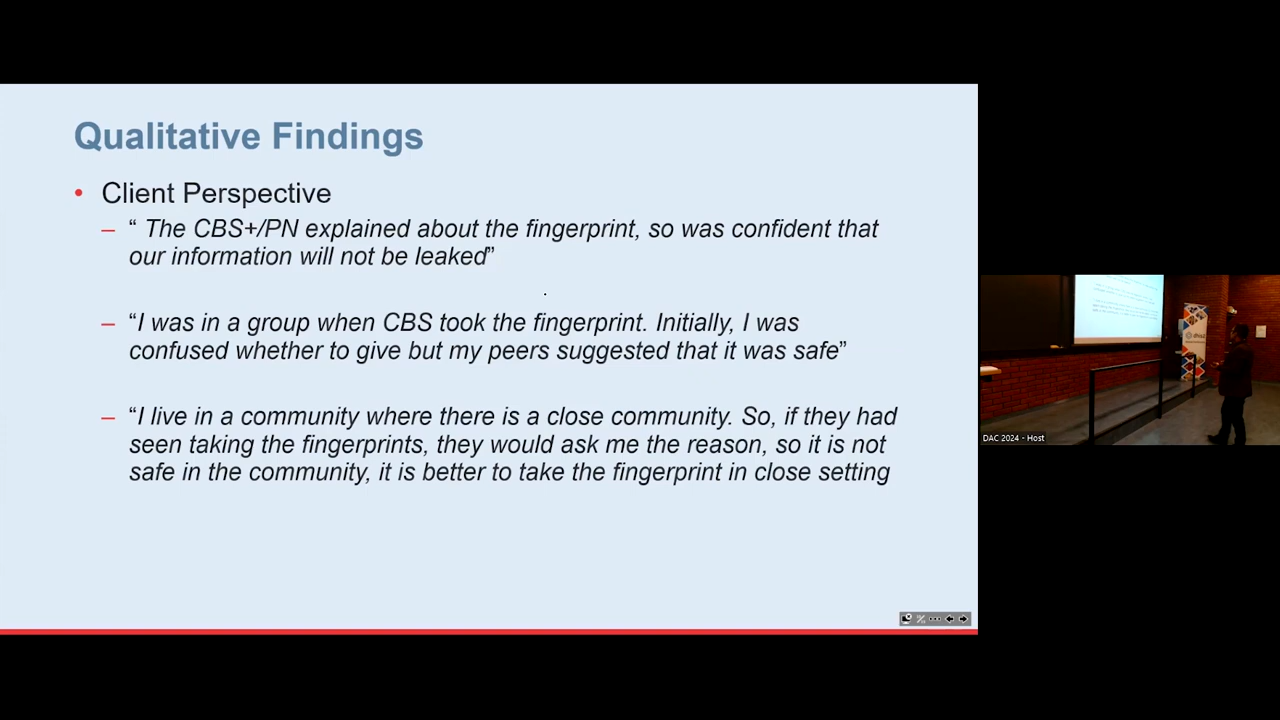 Qualitative Findings
• Client Perspective
– “ The CBS+/PN explained about the fingerprint, so was confident that
our information will not be leaked”
– “I was in a group when CBS took the fingerprint. Initially, I was
confused whether to give but my peers suggested that it was safe”
– “I live in a community where there is a close community. So, if they had
seen taking the fingerprints, they would ask me the reason, so it is not
safe in the community, it is better to take the fingerprint in close setting
DAC 2024 - Host